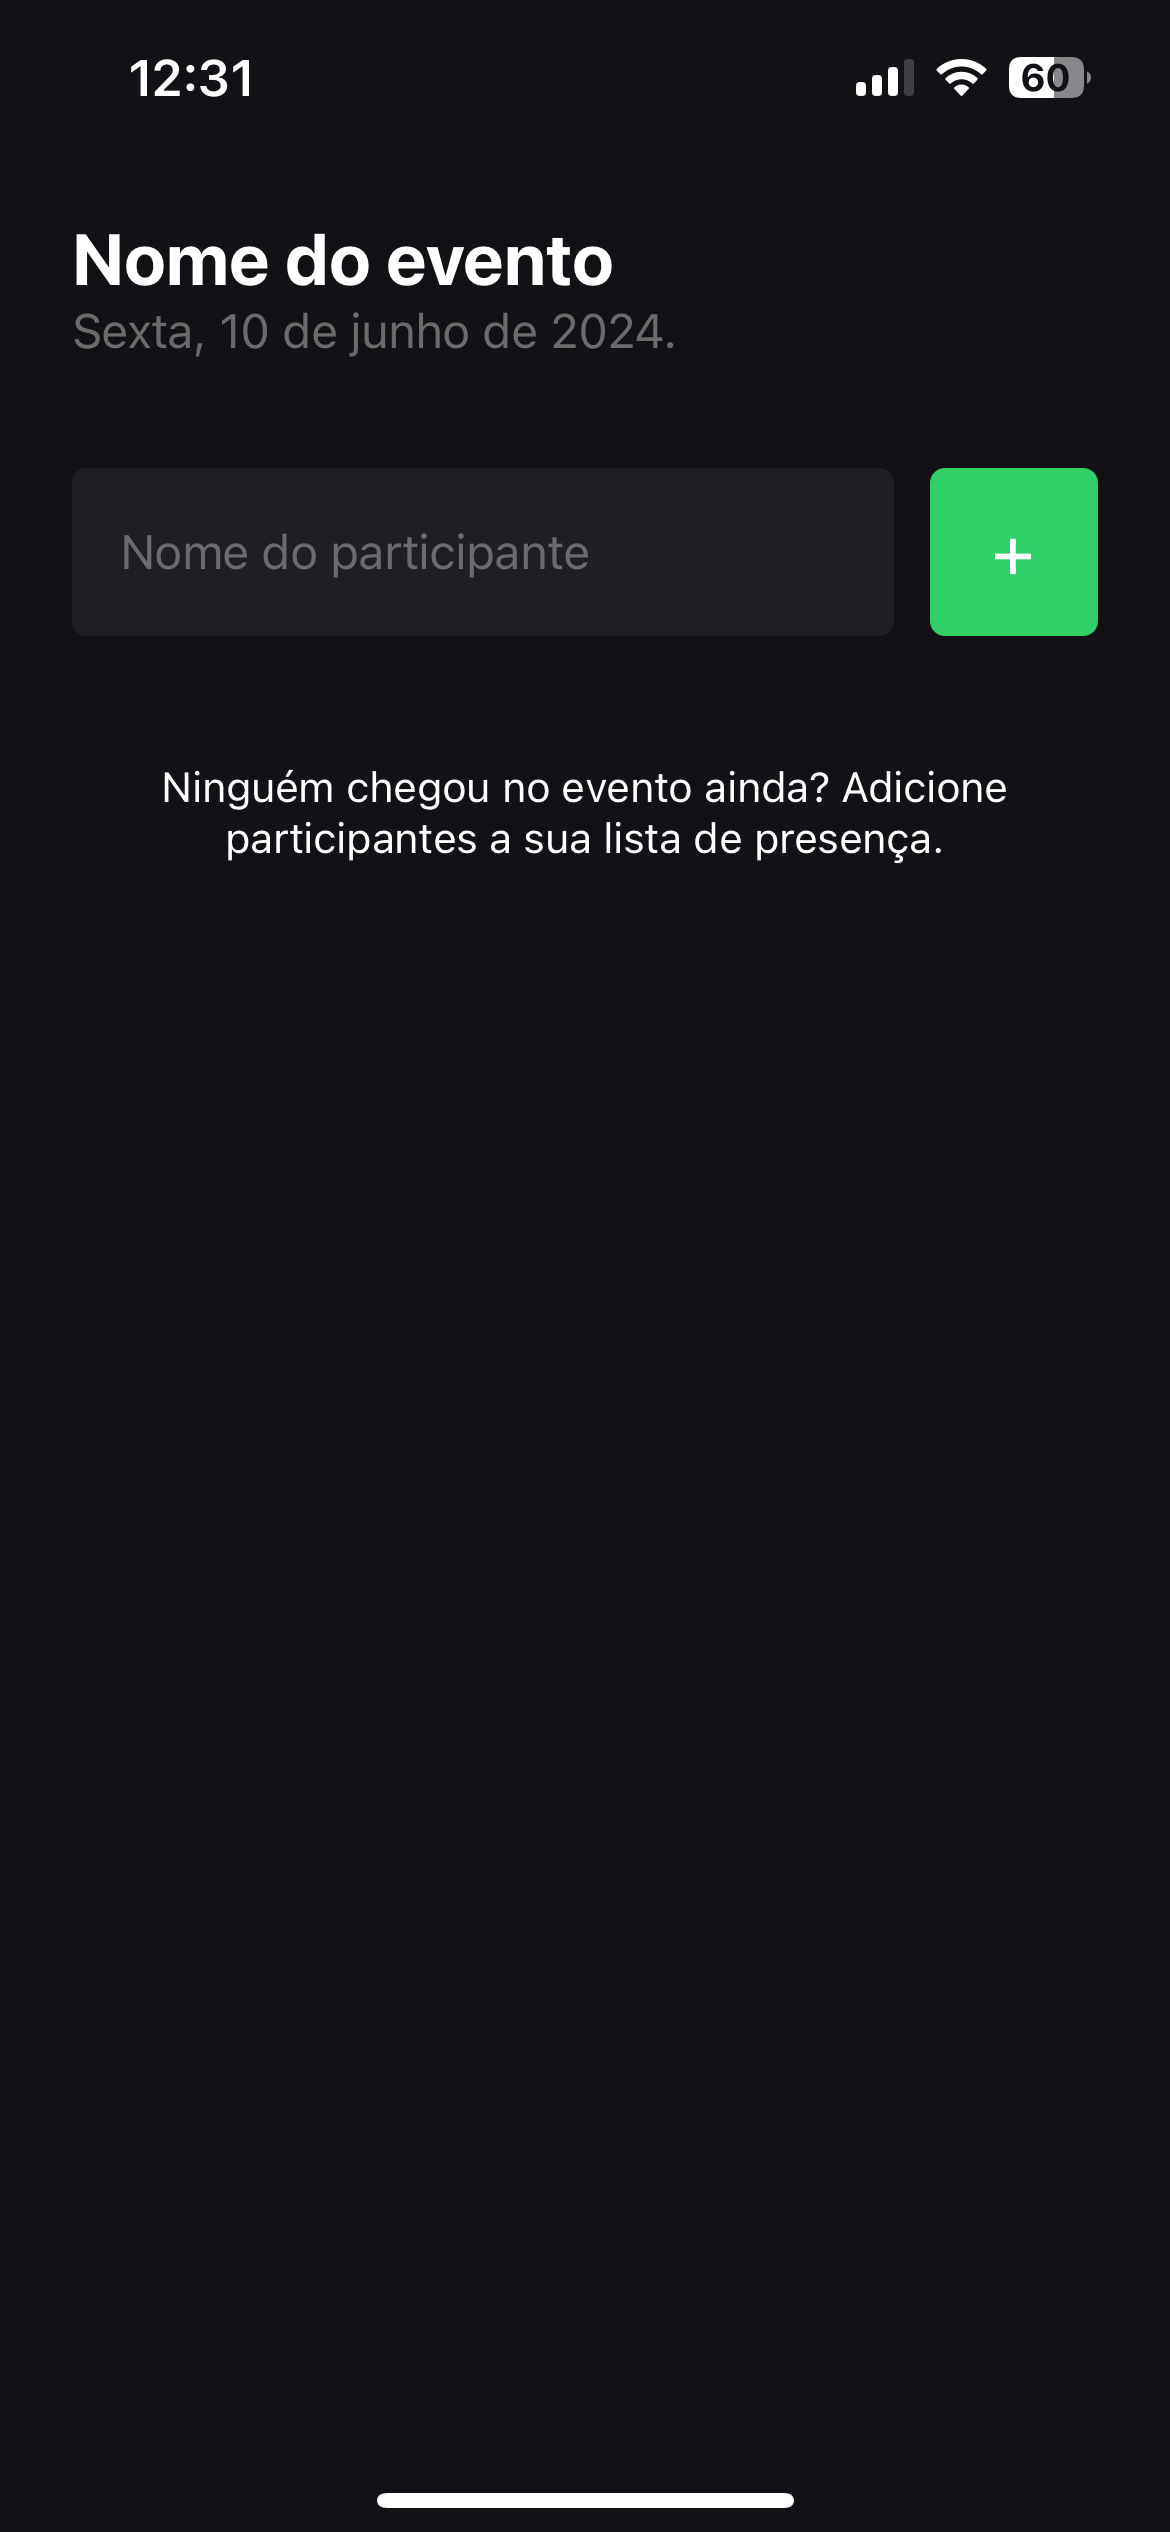 12:31
60
Nome do evento
Sexta, 10 de junho de 2024.
Nome do participante
+
Ninguém chegou no evento ainda? Adicione
participantes a sua lista de presença.